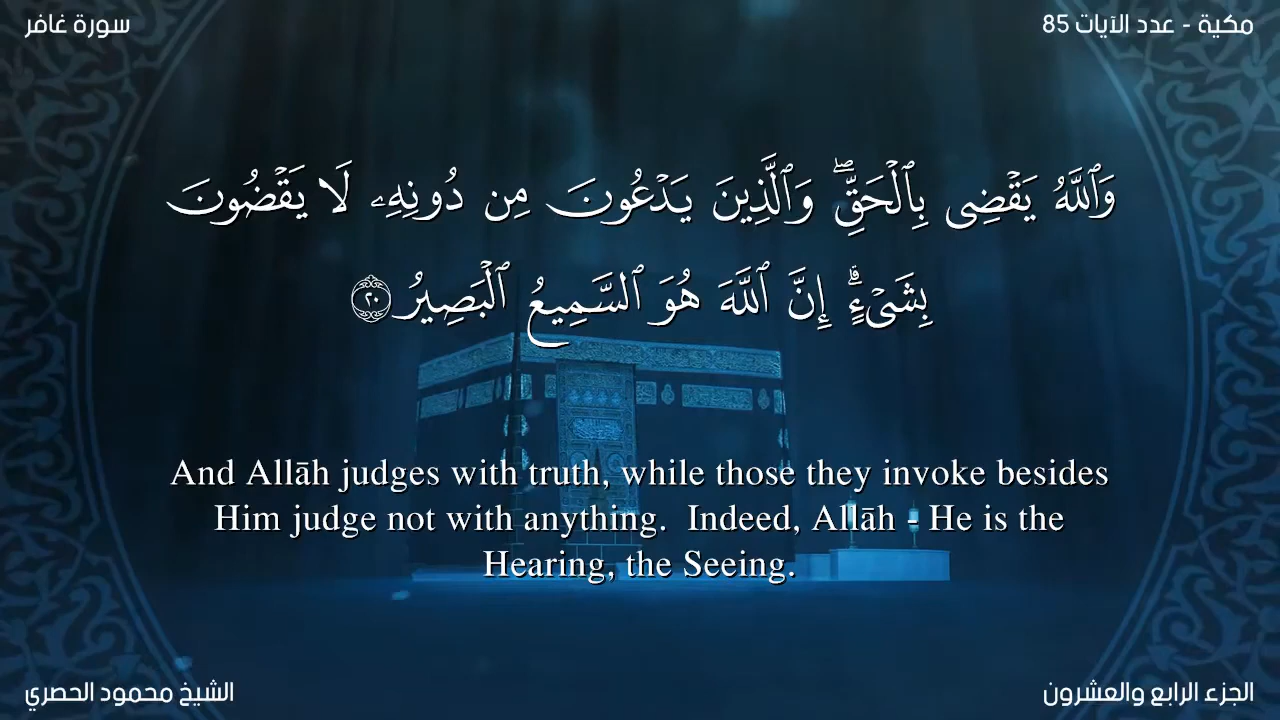 مكية - عدد الآيات 85
سورة غافر
وَٱللَّهُ يَقْضِى بِٱلْحَقِّ ۖ وَٱلَّذِينَ يَدْعُونَ مِن دُونِهِۦ لَا يَقْضُونَ
بِشَىْءٍ ۗ إِنَّ ٱللَّهَ هُوَ ٱلسَّمِيعُ ٱلْبَصِيرُ ٢٠
And Allāh judges with truth, while those they invoke besides
Him judge not with anything.  Indeed, Allāh - He is the
Hearing, the Seeing.
الجزء الرابع والعشرون
الشيخ محمود الحصري